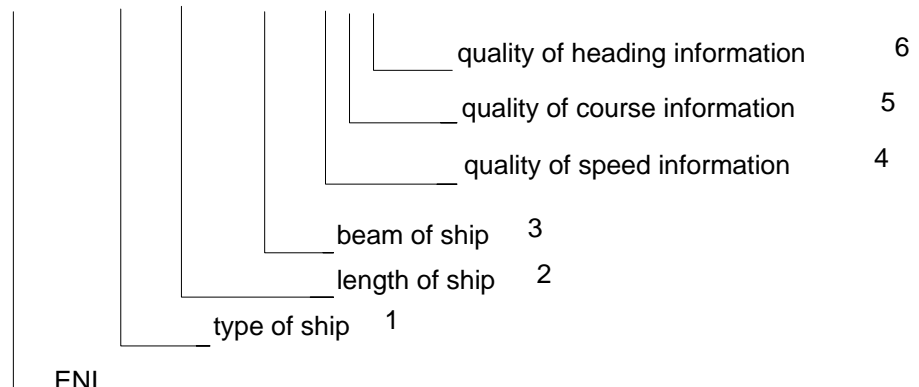 quality of heading information 6
quality of course information 5
quality of speed information 4
beam of ship 3
length of ship 2
type of ship 1
ENI